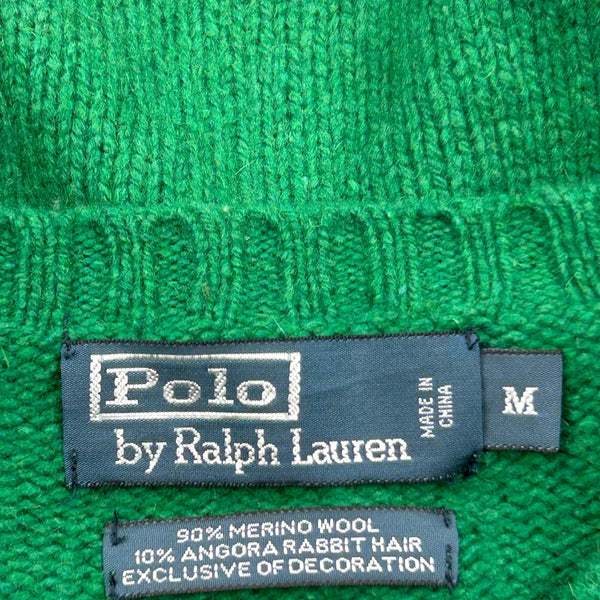 Polo
by Ralph Lauren
MADE IN
CHINA
M
90% MERINO WOOL
10% ANGORA RABBIT HAIR
EXCLUSIVE OF DECORATION